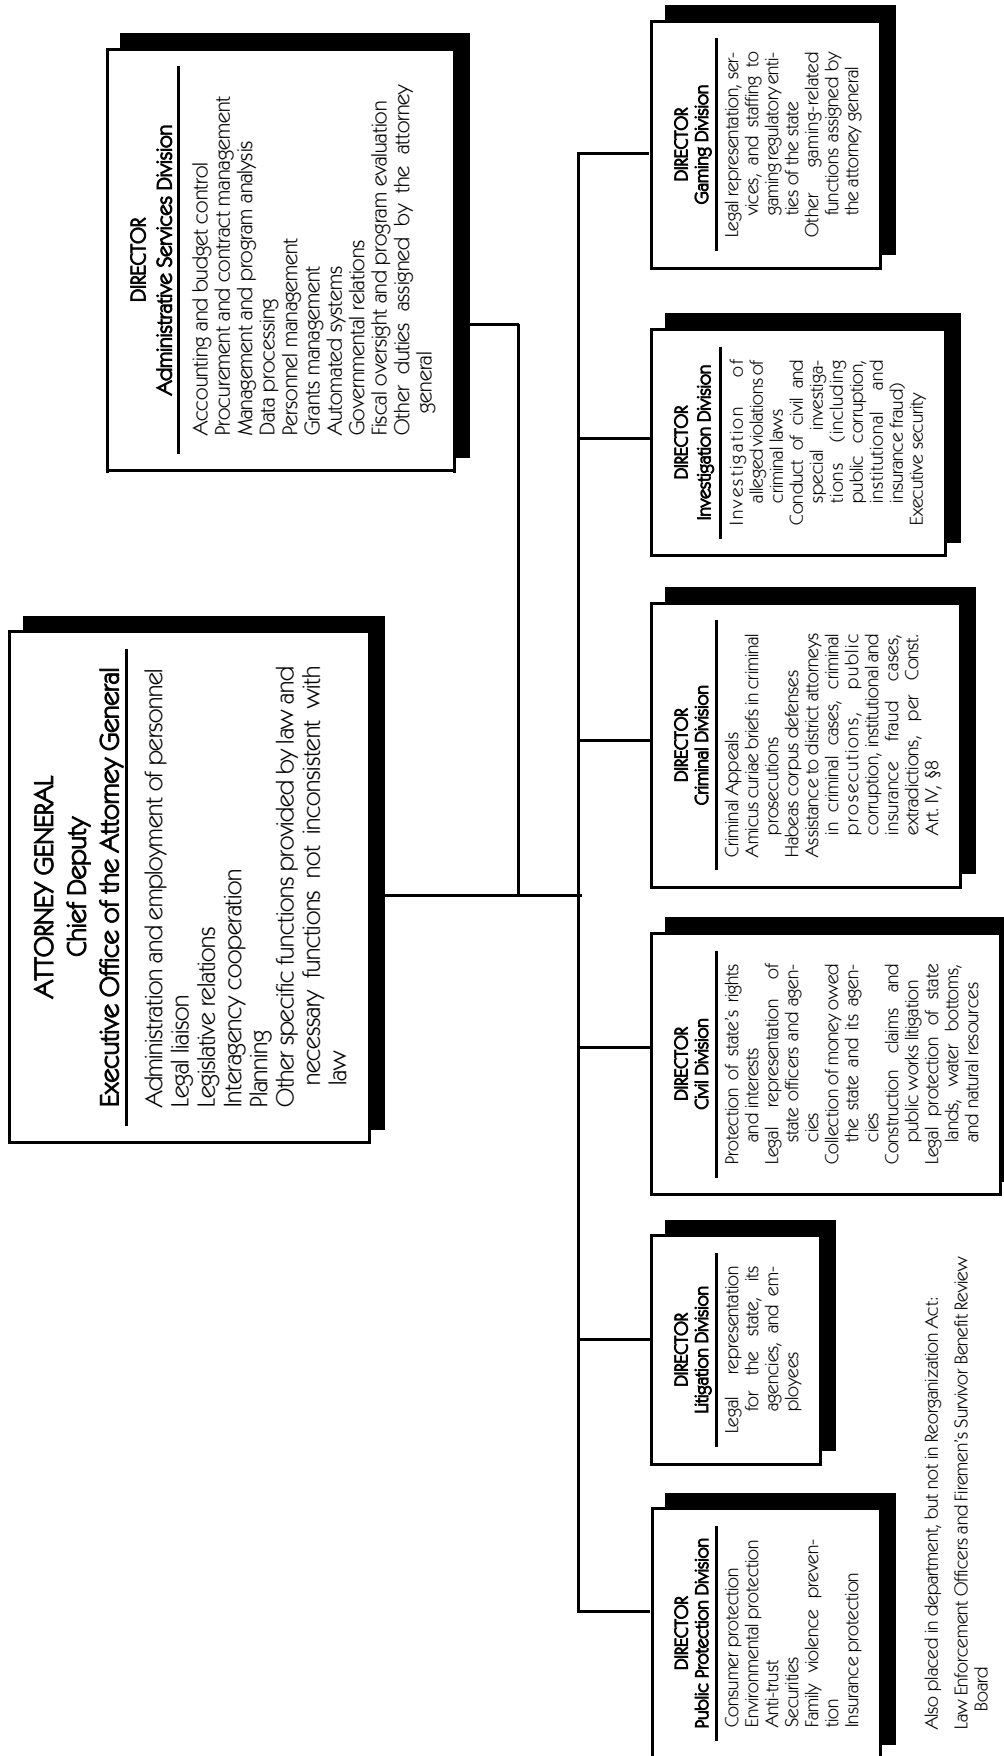 ATTORNEY GENERAL
Chief Deputy
Executive Office of the Attorney General
Administration and employment of personnel
Legal liaison
Legislative relations
Interagency cooperation
Planning
Other specific functions provided by law and
necessary functions not inconsistent with
law
DIRECTOR
Administrative Services Division
Accounting and budget control
Procurement and contract management
Management and program analysis
Data processing
Personnel management
Grants management
Automated systems
Governmental relations
Fiscal oversight and program evaluation
Other duties assigned by the attorney
general
DIRECTOR
Public Protection Division
Consumer protection
Environmental protection
Anti-trust
Securities
Family violence preven-
tion
Insurance protection
DIRECTOR
Litigation Division
Legal representation
for the state, its
agencies, and em-
ployees
DIRECTOR
Civil Division
Protection of state's rights
and interests
Legal representation of
state officers and agen-
cies
Collection of money owed
the state and its agen-
cies
Construction claims and
public works litigation
Legal protection of state
lands, water bottoms,
and natural resources
DIRECTOR
Criminal Division
Criminal Appeals
Amicus curiae briefs in criminal
prosecutions
Habeas corpus defenses
Assistance to district attorneys
in criminal cases, criminal
prosecutions, public
corruption, institutional and
insurance fraud cases,
extradictions, per Const.
Art. IV, §8
DIRECTOR
Investigation Division
Investigation of
alleged violations of
criminal laws
Conduct of civil and
special investiga-
tions (including
public corruption,
institutional and
insurance fraud)
Executive security
DIRECTOR
Gaming Division
Legal representation, ser-
vices, and staffing to
gaming regulatory enti-
ties of the state
Other gaming-related
functions assigned by
the attorney general
Also placed in department, but not in Reorganization Act:
Law Enforcement Officers and Firemen's Survivor Benefit Review
Board